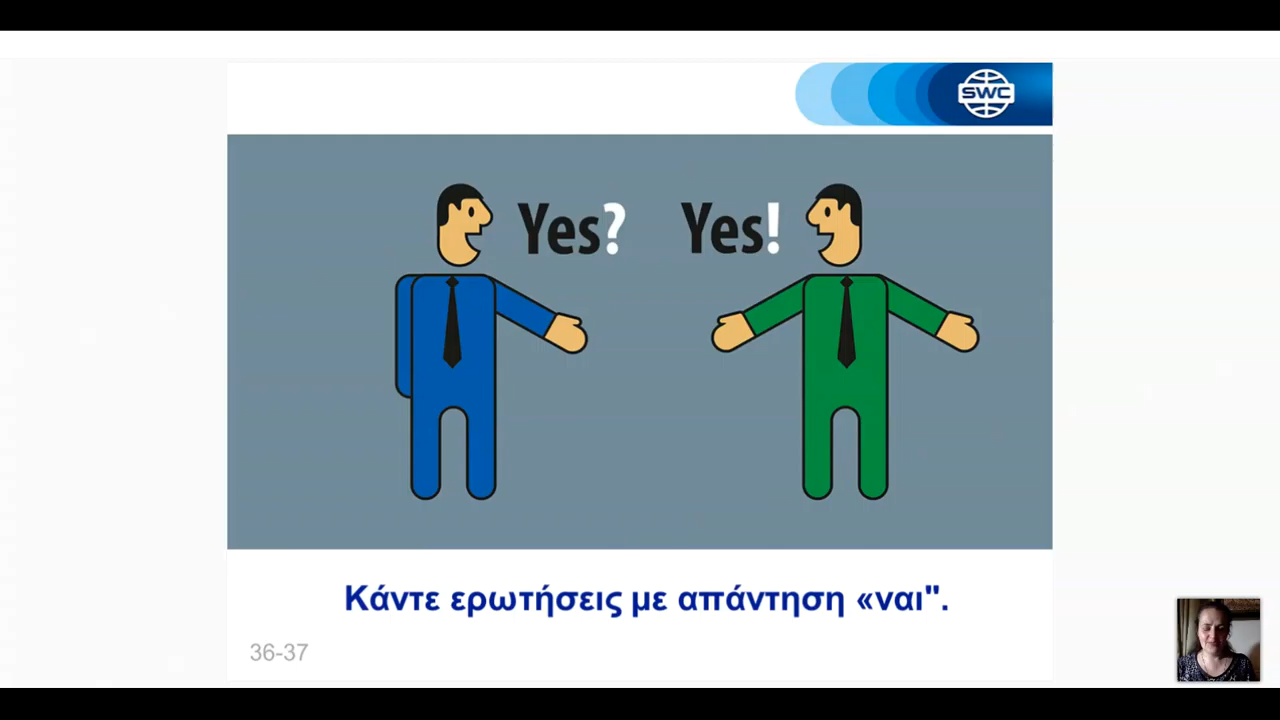 SWC
Yes? Yes!
Κάντε ερωτήσεις με απάντηση «ναι".
36-37